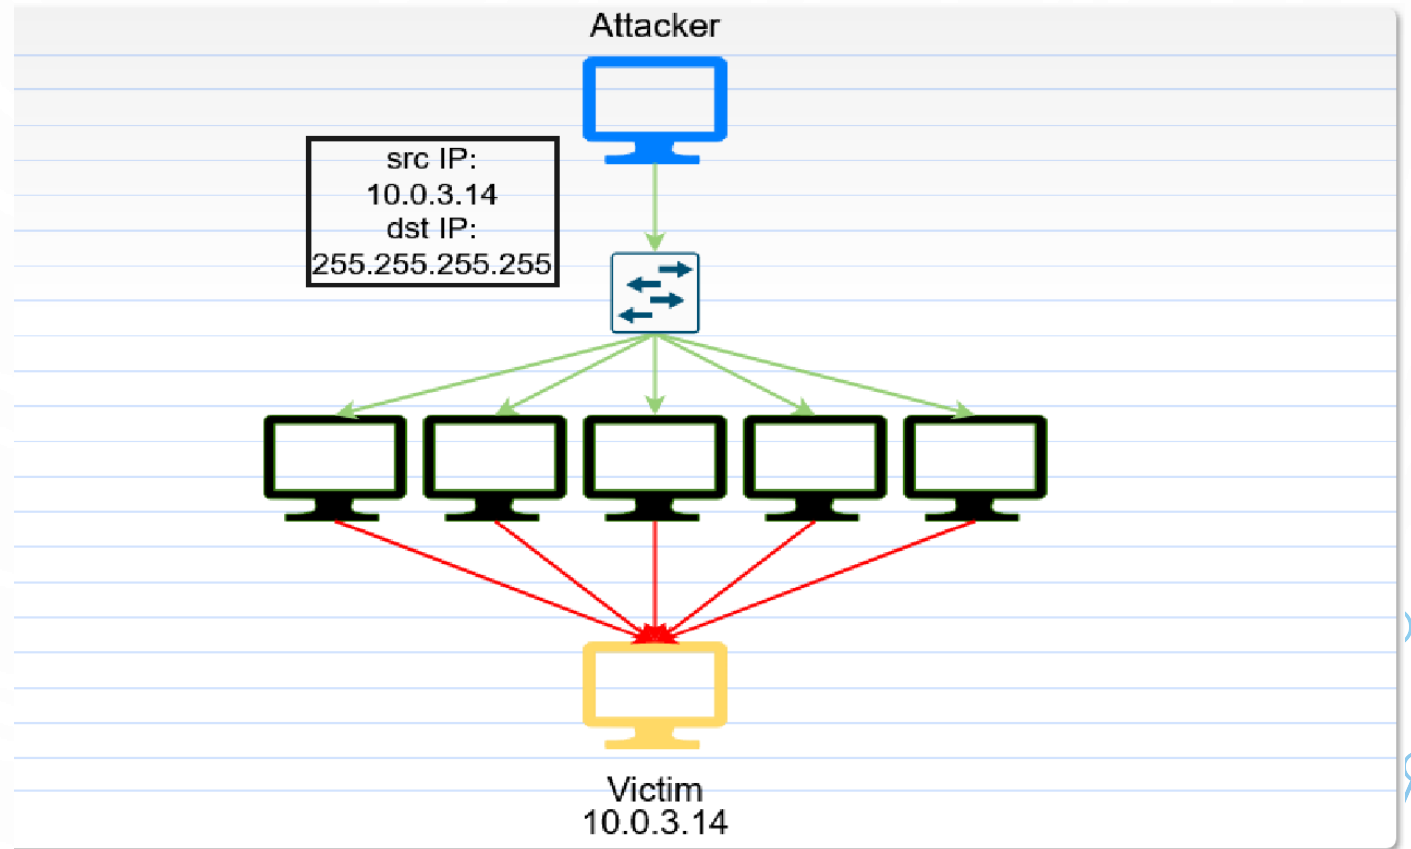 Attacker
src IP:
10.0.3.14
dst IP:
255.255.255.255
Victim
10.0.3.14